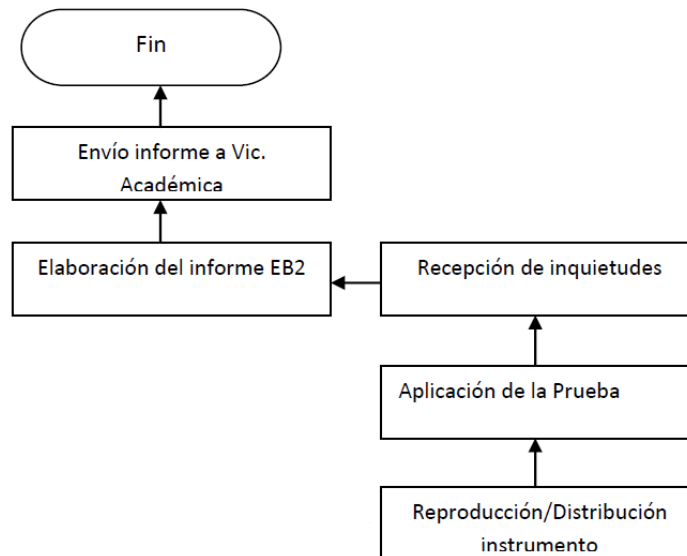 Fin
Envío informe a Vic.
Académica
Elaboración del informe EB2
Recepción de inquietudes
Aplicación de la Prueba
Reproducción/Distribución
instrumento